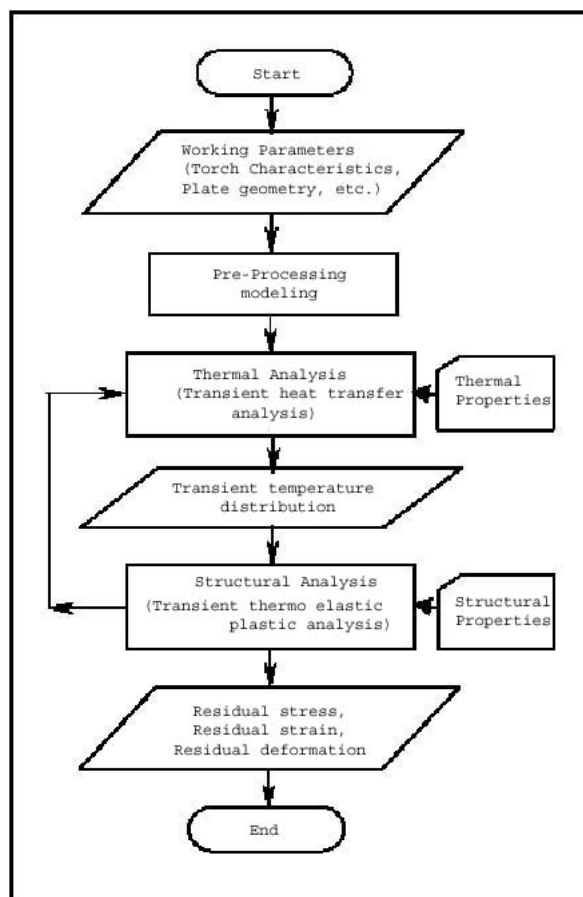 Start
Working Parameters
(Torch Characteristics,
Plate geometry, etc.)
Pre-Processing
modeling
Thermal Analysis
(Transient heat transfer
analysis)
Thermal
Properties
Transient temperature
distribution
Structural Analysis
(Transient thermo elastic
plastic analysis)
Structural
Properties
Residual stress,
Residual strain,
Residual deformation
End